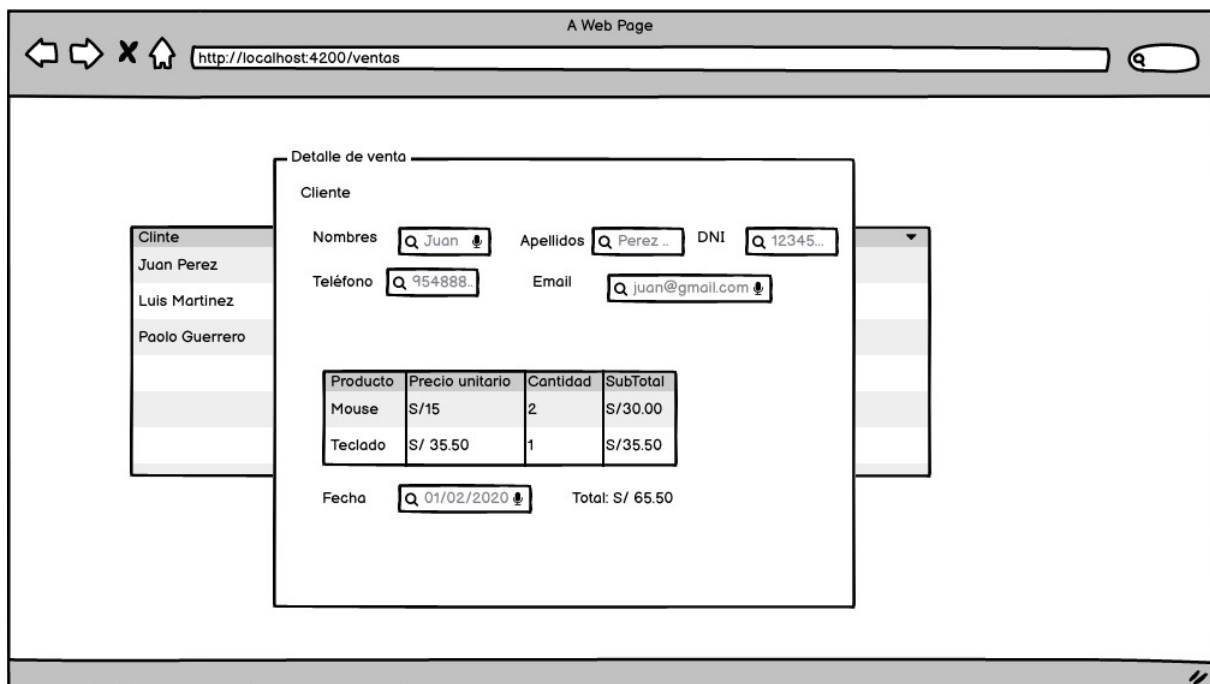 A Web Page
http://localhost:4200/ventas
Detalle de venta
Cliente
Nombres Juan Apellidos Perez .. DNI 12345...
Teléfono 954888.. Email juan@gmail.com
Clinte
Juan Perez
Luis Martinez
Paolo Guerrero
Producto Precio unitario Cantidad SubTotal
Mouse S/15 2 S/30.00
Teclado S/ 35.50 1 S/35.50
Fecha 01/02/2020 Total: S/ 65.50